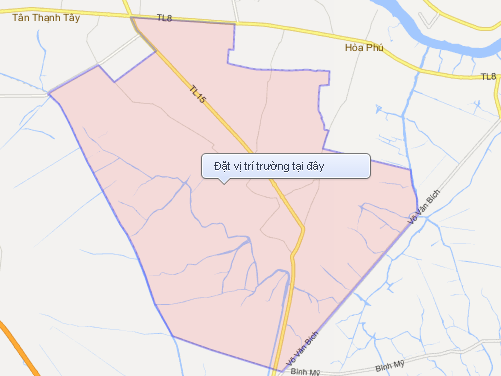 Tân Thanh Tây
TL8
Hòa Phú
TL8
TL15
Đặt vị trí trường tại đây
Võ Văn Bích
Võ Văn Bích
Bình Mỹ
Bình Mỹ